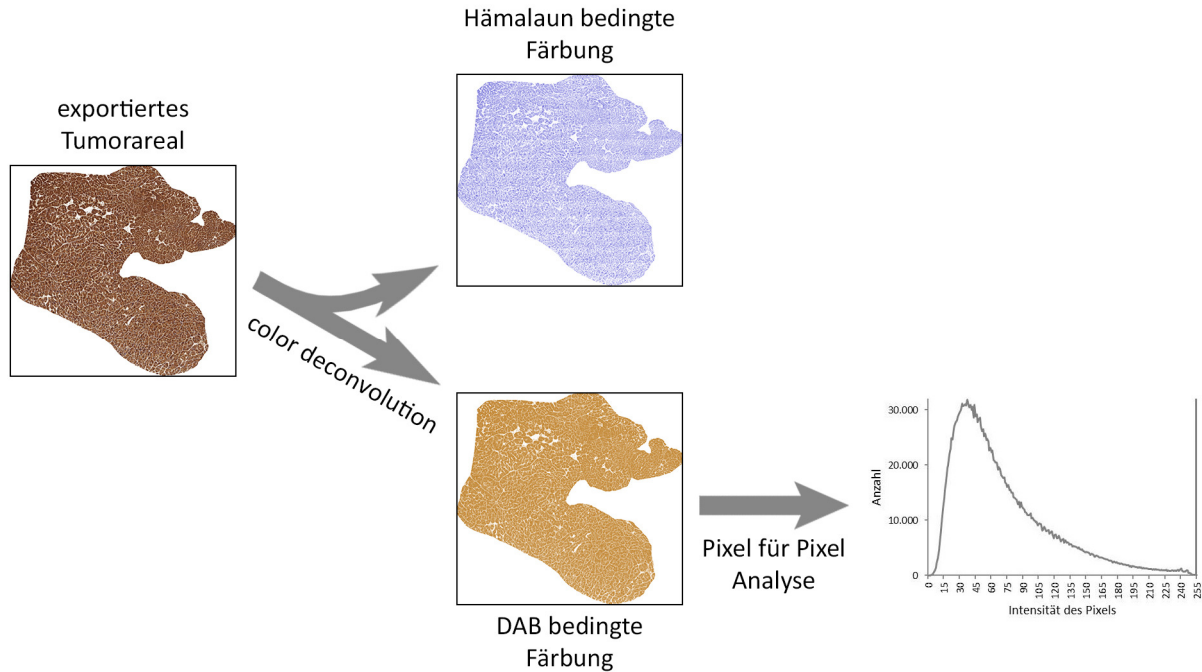 Hämalaun bedingte
Färbung
exportiertes
Tumorareal
color deconvolution
DAB bedingte
Färbung
Pixel für Pixel
Analyse
Anzahl
30.000
20.000
10.000
0
0 15 30 45 60 75 90 105 120 135 150 165 180 195 210 225 240 255
Intensität des Pixels